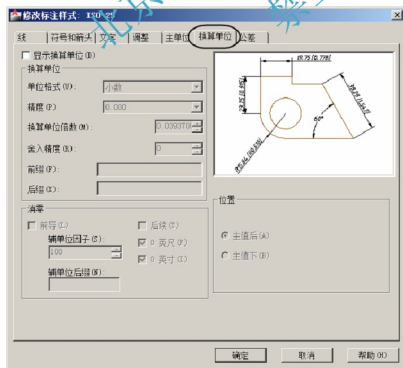 修改标注样式: ISO-25
线 符号和箭头 文字 调整 主单位 换算单位 公差
显示换算单位(D)
换算单位
单位格式(U): 小数
精度(P) 0.000
换算单位倍数(M): 0.039370
舍入精度(R): 0
前缀(F):
后缀(X):
消零
前导(L) 后续(T)
辅单位因子(S): 0 英尺(F)
100 0 英寸(I)
辅单位后缀(N):
位置
主值后(A)
主值下(B)
60°
确定 取消 帮助(H)